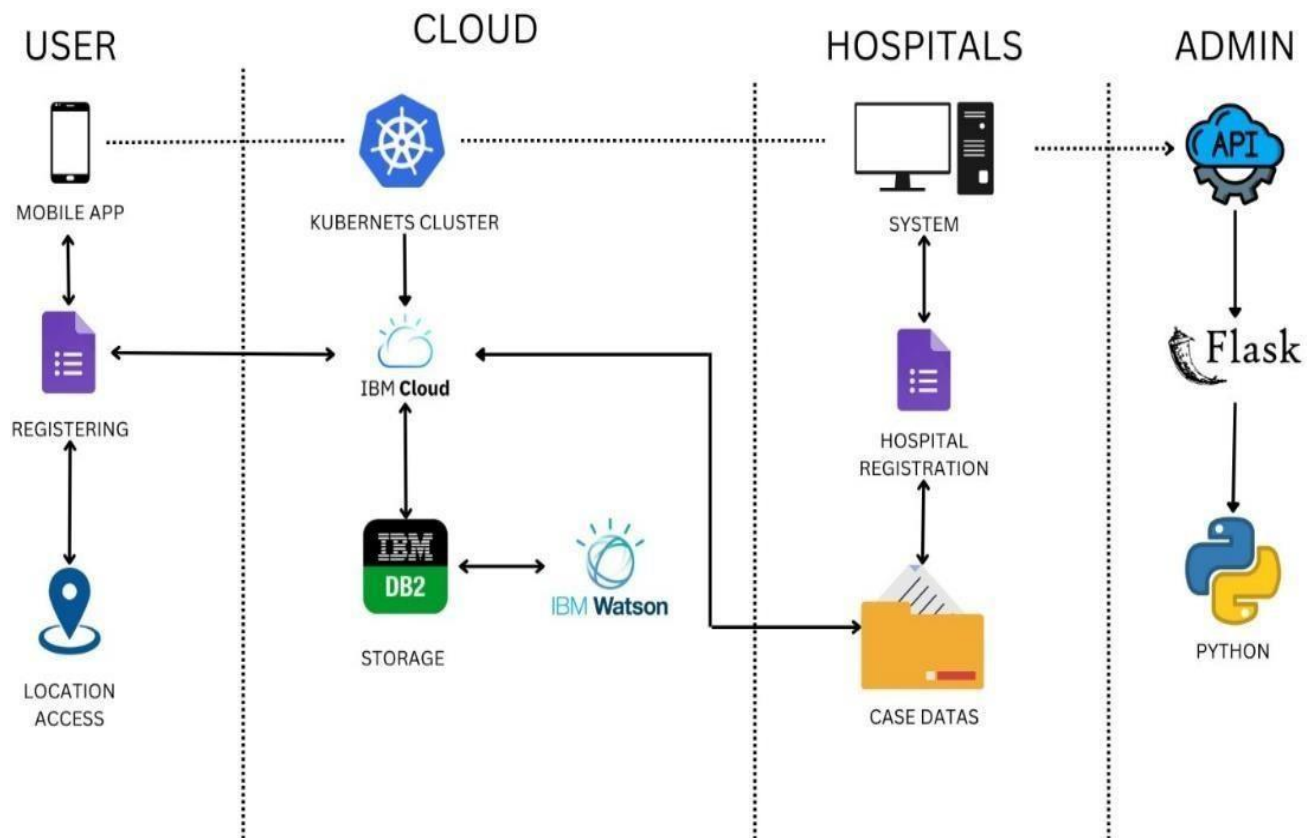 USER
CLOUD
HOSPITALS
ADMIN
MOBILE APP
KUBERNETS CLUSTER
SYSTEM
API
REGISTERING
IBM Cloud
HOSPITAL
REGISTRATION
Flask
LOCATION
ACCESS
IBM
DB2
STORAGE
IBM Watson
CASE DATAS
PYTHON